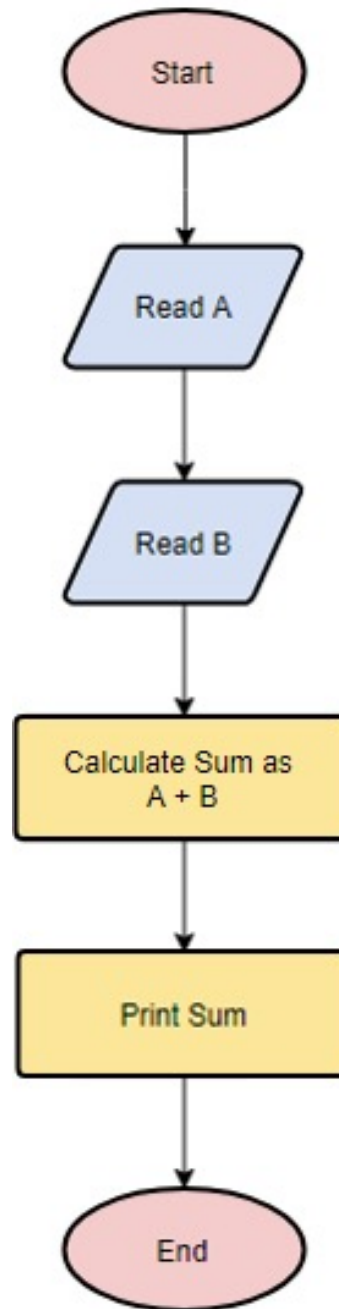 Start
Read A
Read B
Calculate Sum as
A + B
Print Sum
End